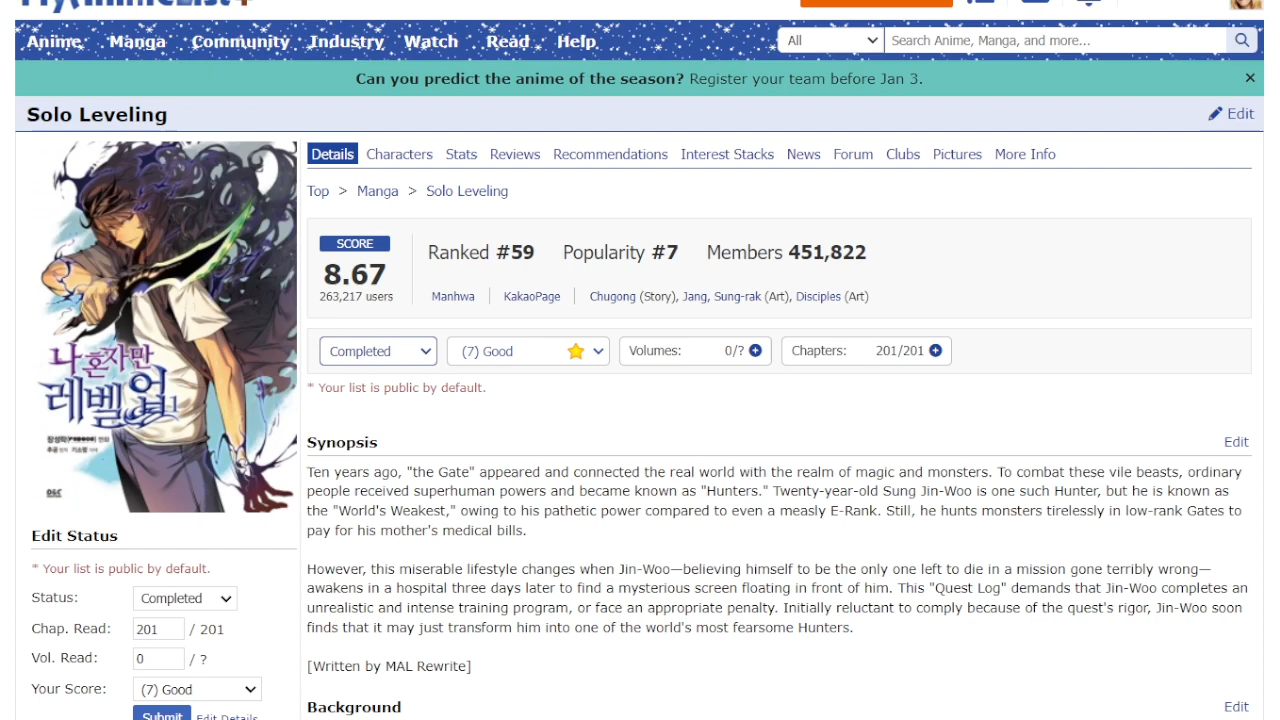 MyAnimeList
Anime Manga Community Industry Watch Read Help All Search Anime, Manga, and more...
Can you predict the anime of the season? Register your team before Jan 3. ×
Solo Leveling Edit
Details Characters Stats Reviews Recommendations Interest Stacks News Forum Clubs Pictures More Info
Top > Manga > Solo Leveling
SCORE
8.67
263,217 users
Ranked #59 Popularity #7 Members 451,822
Manhwa KakaoPage Chugong (Story), Jang, Sung-rak (Art), Disciples (Art)
Completed (7) Good Volumes: 0/? Chapters: 201/201
* Your list is public by default.
Synopsis Edit
Ten years ago, "the Gate" appeared and connected the real world with the realm of magic and monsters. To combat these vile beasts, ordinary
people received superhuman powers and became known as "Hunters." Twenty-year-old Sung Jin-Woo is one such Hunter, but he is known as
the "World's Weakest," owing to his pathetic power compared to even a measly E-Rank. Still, he hunts monsters tirelessly in low-rank Gates to
pay for his mother's medical bills.
However, this miserable lifestyle changes when Jin-Woo—believing himself to be the only one left to die in a mission gone terribly wrong—
awakens in a hospital three days later to find a mysterious screen floating in front of him. This "Quest Log" demands that Jin-Woo completes an
unrealistic and intense training program, or face an appropriate penalty. Initially reluctant to comply because of the quest's rigor, Jin-Woo soon
finds that it may just transform him into one of the world's most fearsome Hunters.
[Written by MAL Rewrite]
Background Edit
나 혼자만
레벨업 1
D&C
Edit Status
* Your list is public by default.
Status: Completed
Chap. Read: 201 / 201
Vol. Read: 0 / ?
Your Score: (7) Good
Submit Edit Details